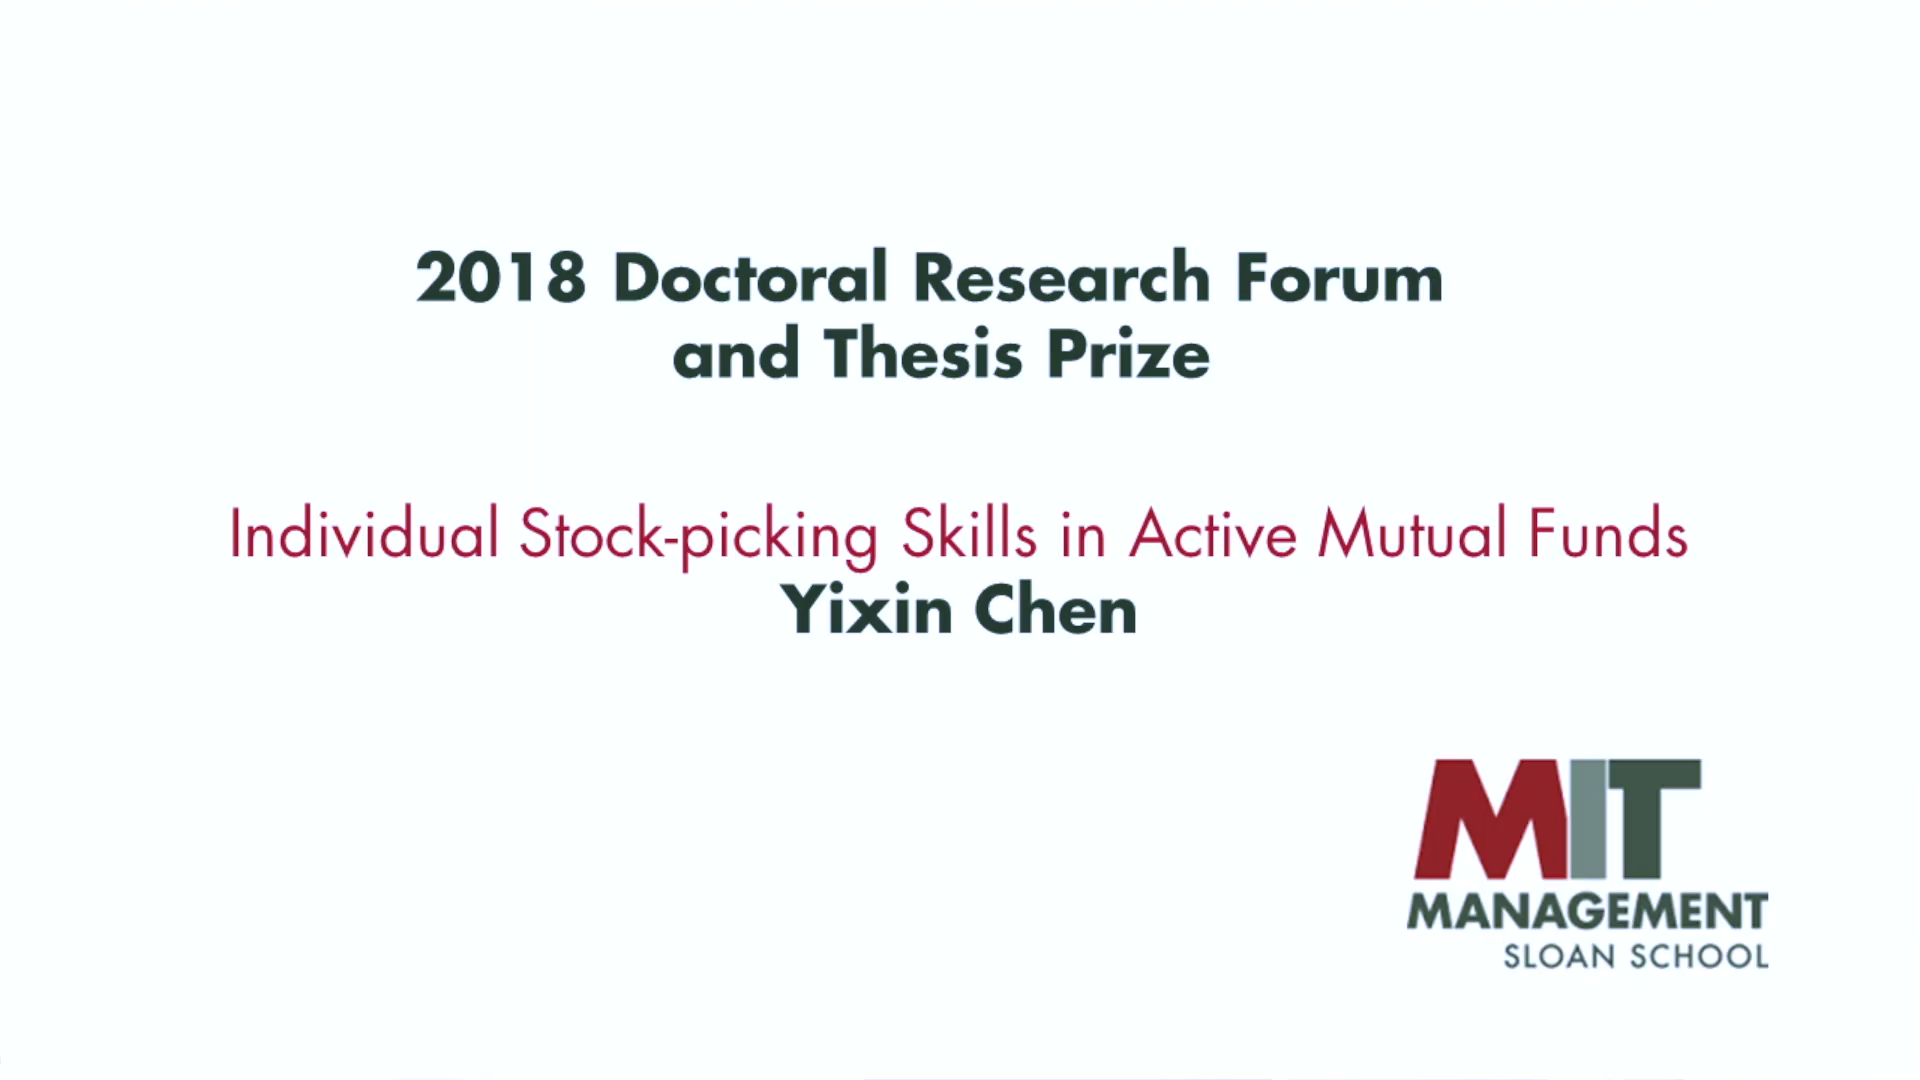 2018 Doctoral Research Forum
and Thesis Prize
Individual Stock-picking Skills in Active Mutual Funds
Yixin Chen
MIT
MANAGEMENT
SLOAN SCHOOL